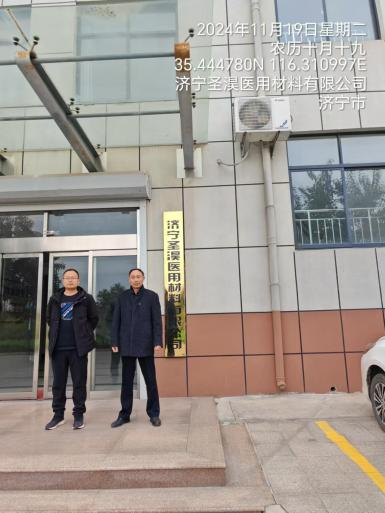 2024年11月19日星期二
农历十月十九
35.444780N 116.310997E
济宁圣溟医用材料有限公司
济宁市
济宁圣溟医用材料有限公司